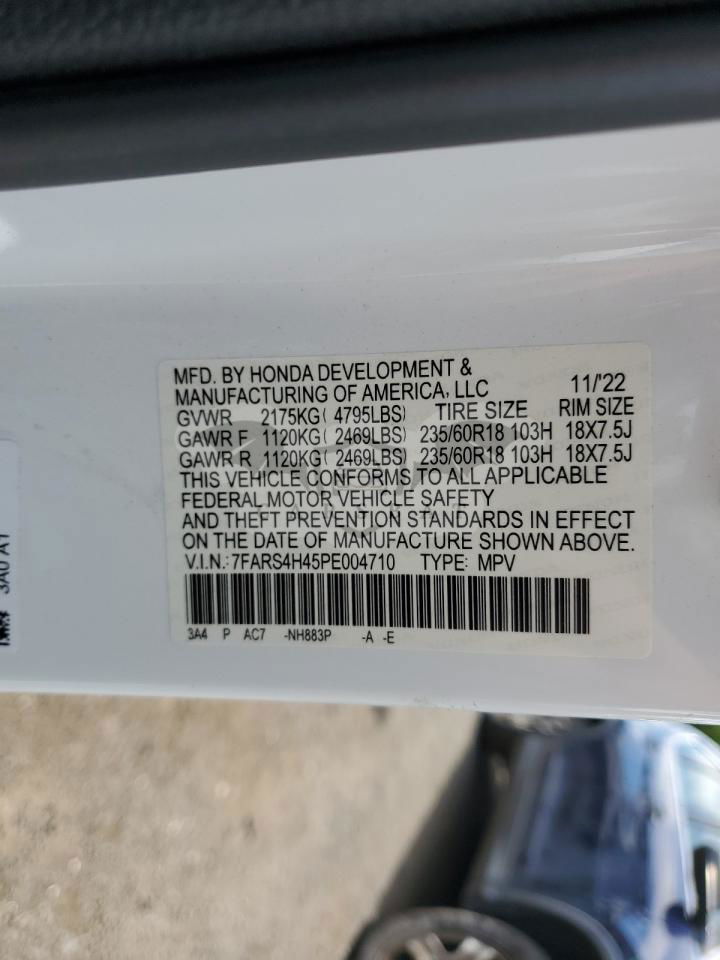 MFD. BY HONDA DEVELOPMENT &
MANUFACTURING OF AMERICA, LLC 11/'22
GVWR 2175KG( 4795LBS) TIRE SIZE RIM SIZE
GAWR F 1120KG( 2469LBS) 235/60R18 103H 18X7.5J
GAWR R 1120KG( 2469LBS) 235/60R18 103H 18X7.5J
THIS VEHICLE CONFORMS TO ALL APPLICABLE
FEDERAL MOTOR VEHICLE SAFETY
AND THEFT PREVENTION STANDARDS IN EFFECT
ON THE DATE OF MANUFACTURE SHOWN ABOVE.
V.I.N.:7FARS4H45PE004710 TYPE: MPV
3A4 P AC7 -NH883P -A -E
3A0 A1